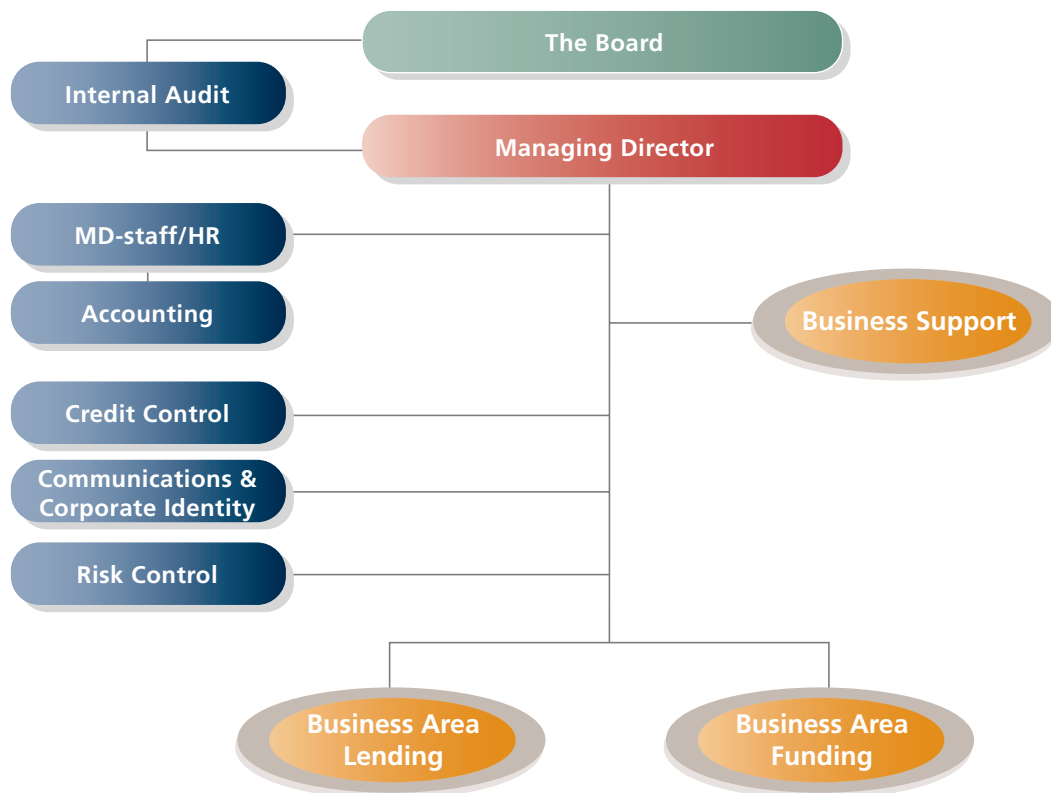 The Board
Internal Audit
Managing Director
MD-staff/HR
Accounting
Business Support
Credit Control
Communications &
Corporate Identity
Risk Control
Business Area
Lending
Business Area
Funding